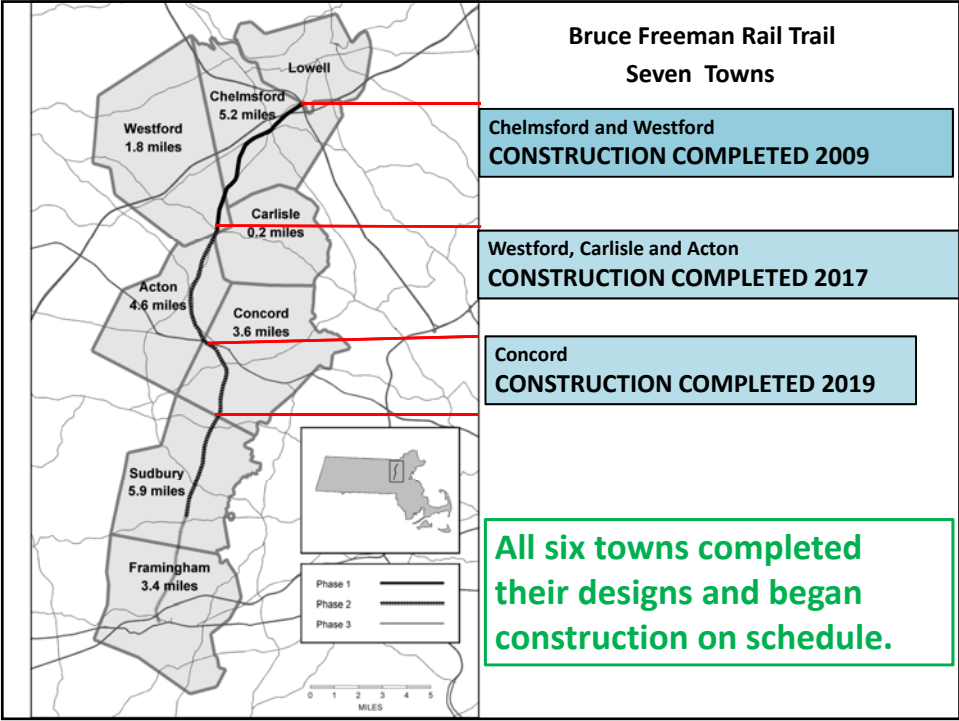 Bruce Freeman Rail Trail
Seven Towns
Lowell
Chelmsford
5.2 miles
Westford
1.8 miles
Carlisle
0.2 miles
Acton
4.6 miles
Concord
3.6 miles
Sudbury
5.9 miles
Framingham
3.4 miles
Phase 1
Phase 2
Phase 3
0 1 2 3 4 5
MILES
Chelmsford and Westford
CONSTRUCTION COMPLETED 2009
Westford, Carlisle and Acton
CONSTRUCTION COMPLETED 2017
Concord
CONSTRUCTION COMPLETED 2019
All six towns completed
their designs and began
construction on schedule.